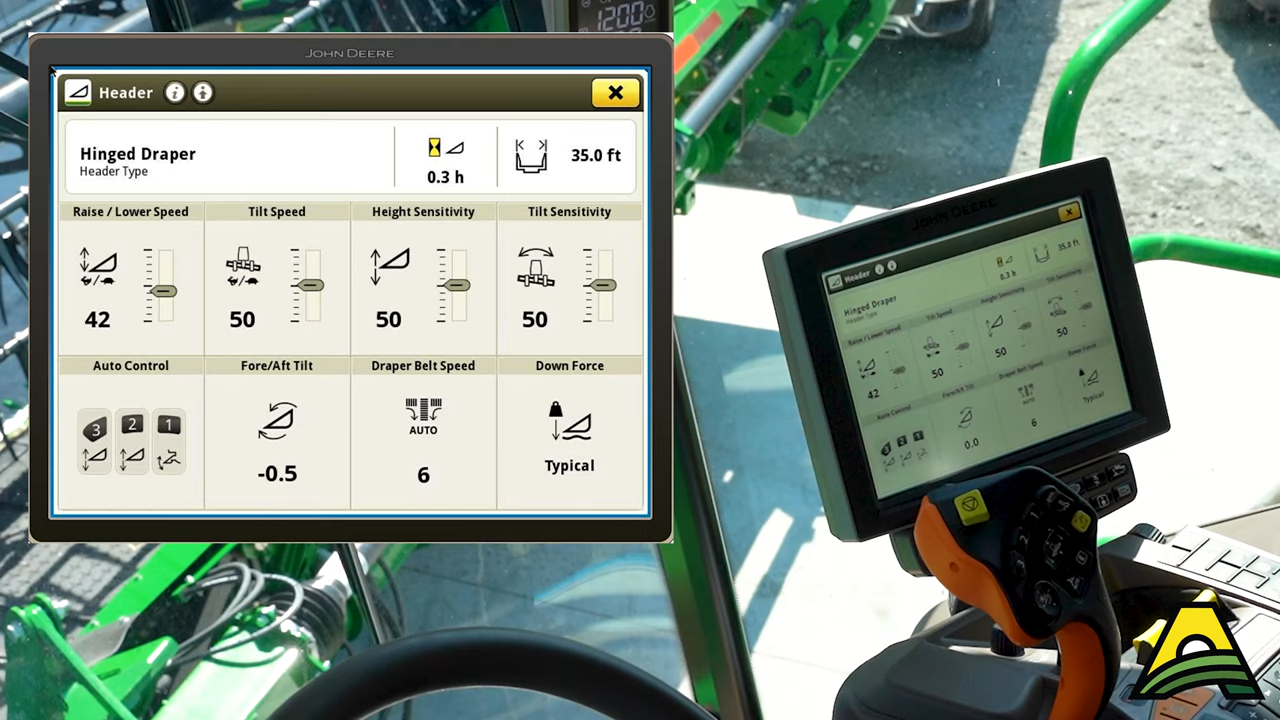 1200
JOHN DEERE
Header
Hinged Draper
Header Type
0.3 h
35.0 ft
Raise / Lower Speed
Tilt Speed
Height Sensitivity
Tilt Sensitivity
42
50
50
50
Auto Control
Fore/Aft Tilt
Draper Belt Speed
Down Force
3
2
1
AUTO
-0.5
6
Typical
JOHN DEERE
Header
35.0 ft
0.3 h
Hinged Draper
Header Type
Raise / Lower Speed
Tilt Speed
Height Sensitivity
Tilt Sensitivity
42
50
50
50
Auto Control
Fore/Aft Tilt
Draper Belt Speed
Down Force
3
2
1
AUTO
0.0
6
Typical